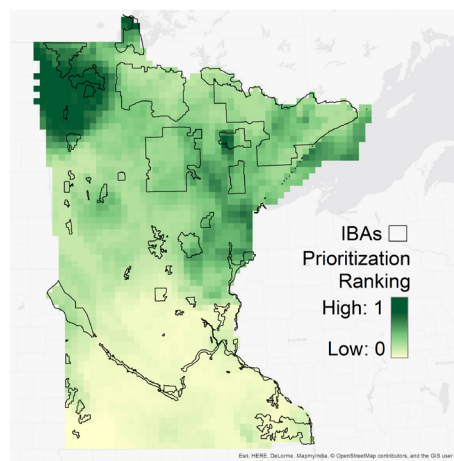 IBAs
Prioritization
Ranking
High: 1
Low: 0
Esri, HERE, DeLorme, MapmyIndia, © OpenStreetMap contributors, and the GIS user